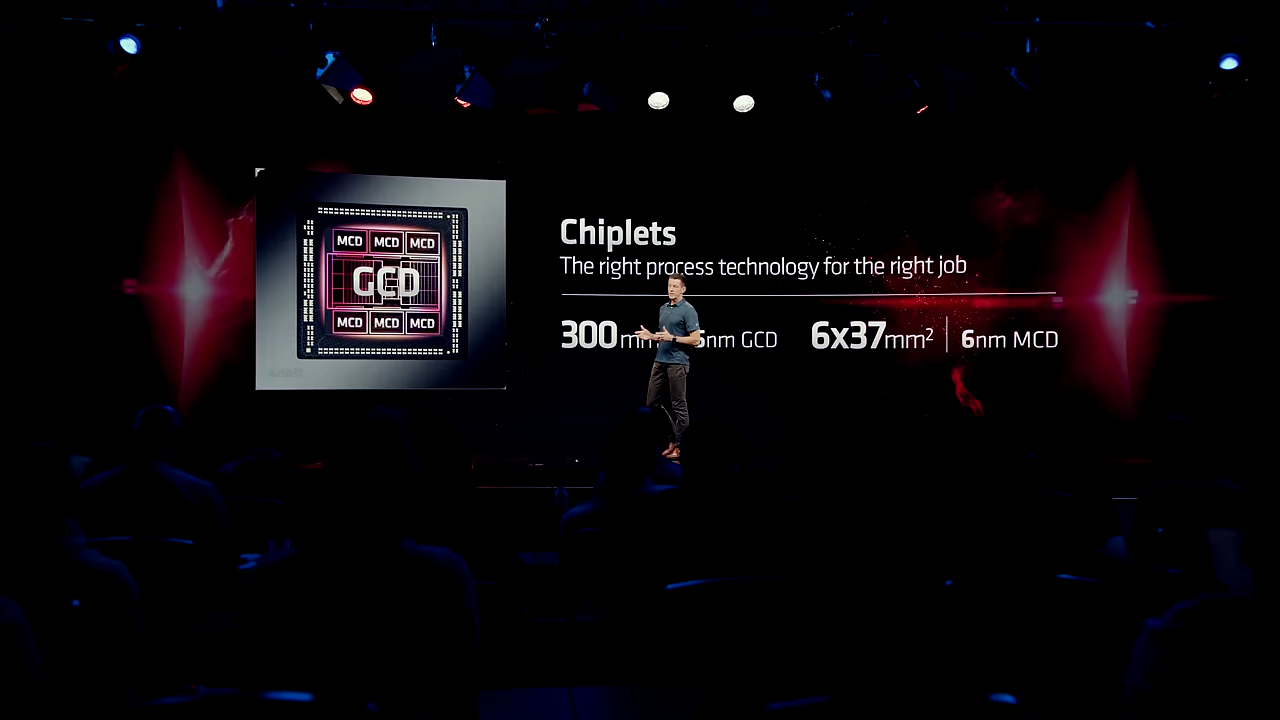 MCD MCD MCD
GCD
MCD MCD MCD
Chiplets
The right process technology for the right job
300 5nm GCD 6x37mm² | 6nm MCD